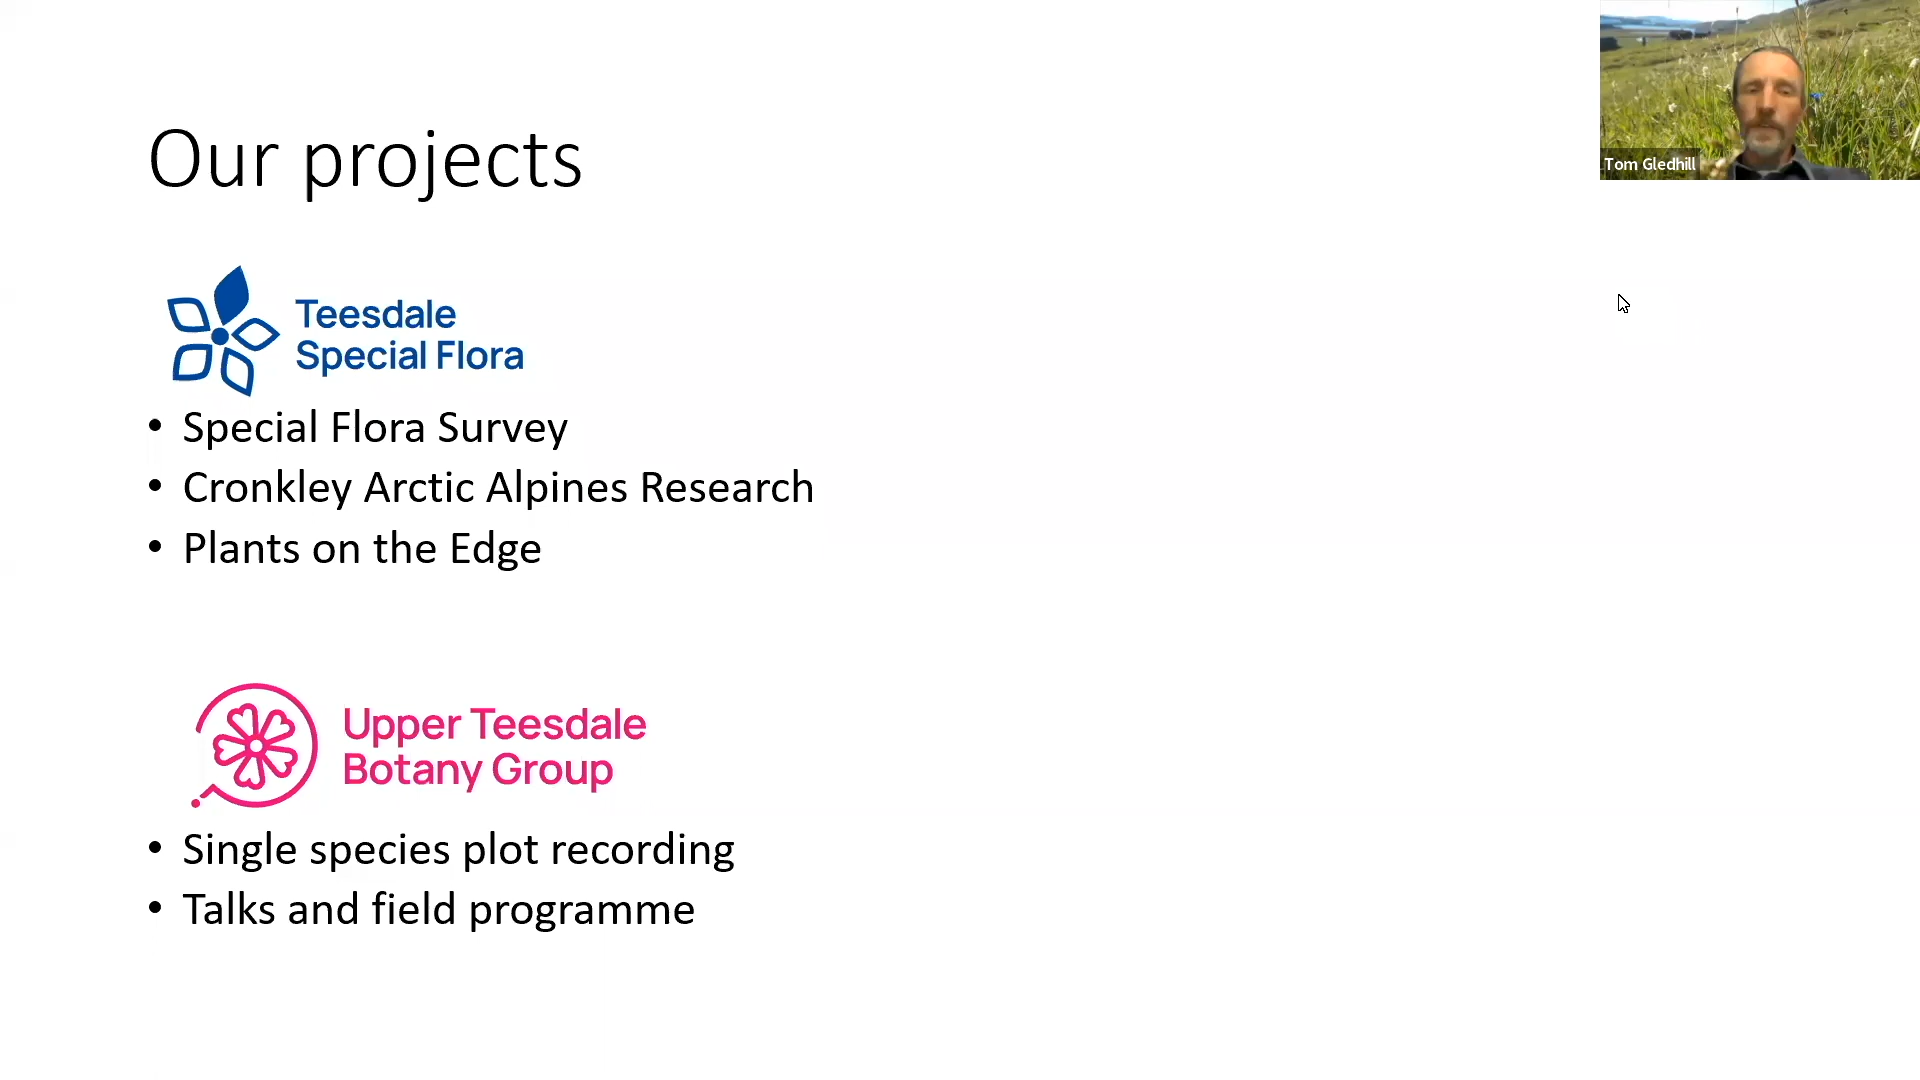 Our projects
Tom Gledhill
Teesdale
Special Flora
• Special Flora Survey
• Cronkley Arctic Alpines Research
• Plants on the Edge
Upper Teesdale
Botany Group
• Single species plot recording
• Talks and field programme